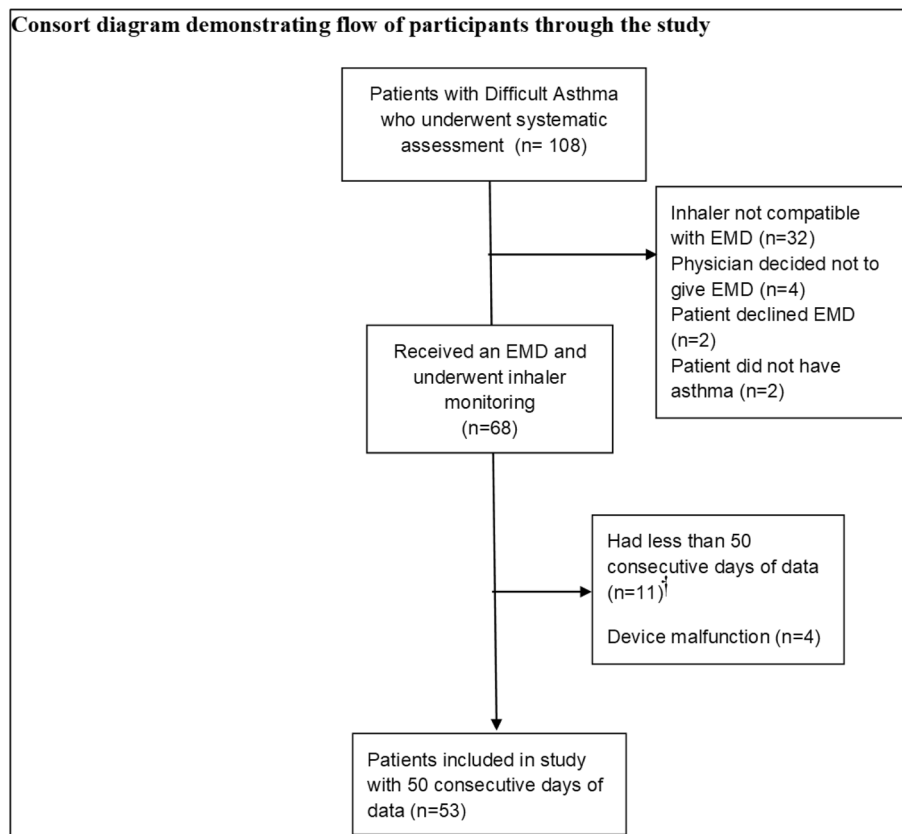 Consort diagram demonstrating flow of participants through the study
Patients with Difficult Asthma
who underwent systematic
assessment (n= 108)
Inhaler not compatible
with EMD (n=32)
Physician decided not to
give EMD (n=4)
Patient declined EMD
(n=2)
Patient did not have
asthma (n=2)
Received an EMD and
underwent inhaler
monitoring
(n=68)
Had less than 50
consecutive days of data
(n=11)†
Device malfunction (n=4)
Patients included in study
with 50 consecutive days of
data (n=53)